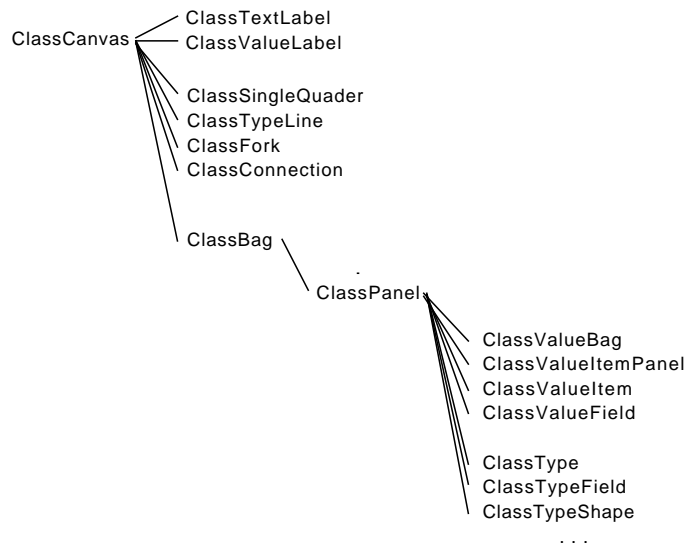 ClassTextLabel
ClassCanvas
ClassValueLabel
ClassSingleQuader
ClassTypeLine
ClassFork
ClassConnection
ClassBag
ClassPanel
ClassValueBag
ClassValueItemPanel
ClassValueItem
ClassValueField
ClassType
ClassTypeField
ClassTypeShape
...